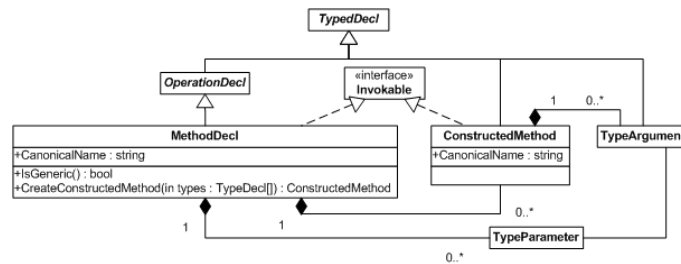 TypedDecl
OperationDecl
«interface»
Invokable
1
0..*
MethodDecl
ConstructedMethod
TypeArgument
+CanonicalName : string
+CanonicalName : string
+IsGeneric() : bool
+CreateConstructedMethod(in types : TypeDecl[]) : ConstructedMethod
0..*
1
1
TypeParameter
0..*